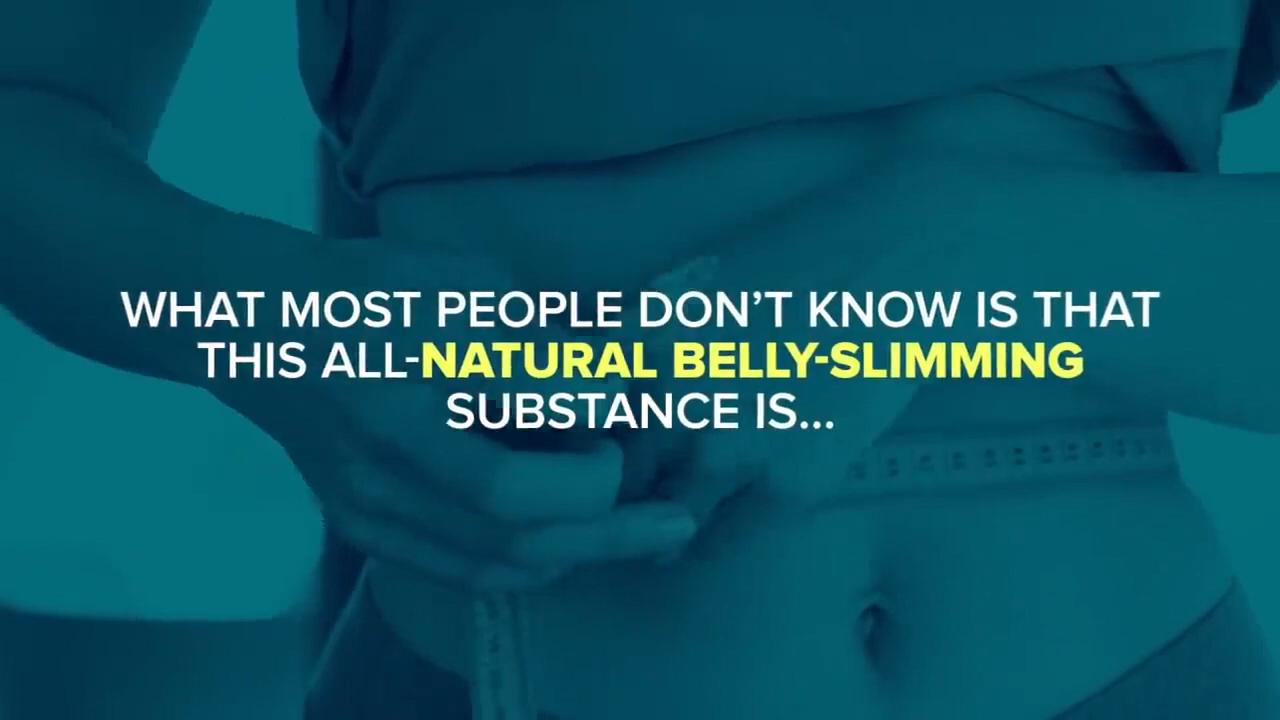 WHAT MOST PEOPLE DON’T KNOW IS THAT
THIS ALL-NATURAL BELLY-SLIMMING
SUBSTANCE IS...